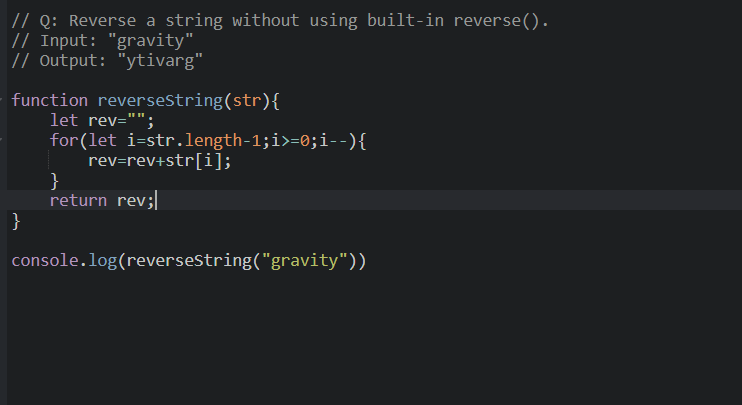 // Q: Reverse a string without using built-in reverse().
// Input: "gravity"
// Output: "ytivarg"
function reverseString(str){
    let rev="";
    for(let i=str.length-1;i>=0;i--){
        rev=rev+str[i];
    }
    return rev;
}
console.log(reverseString("gravity"))